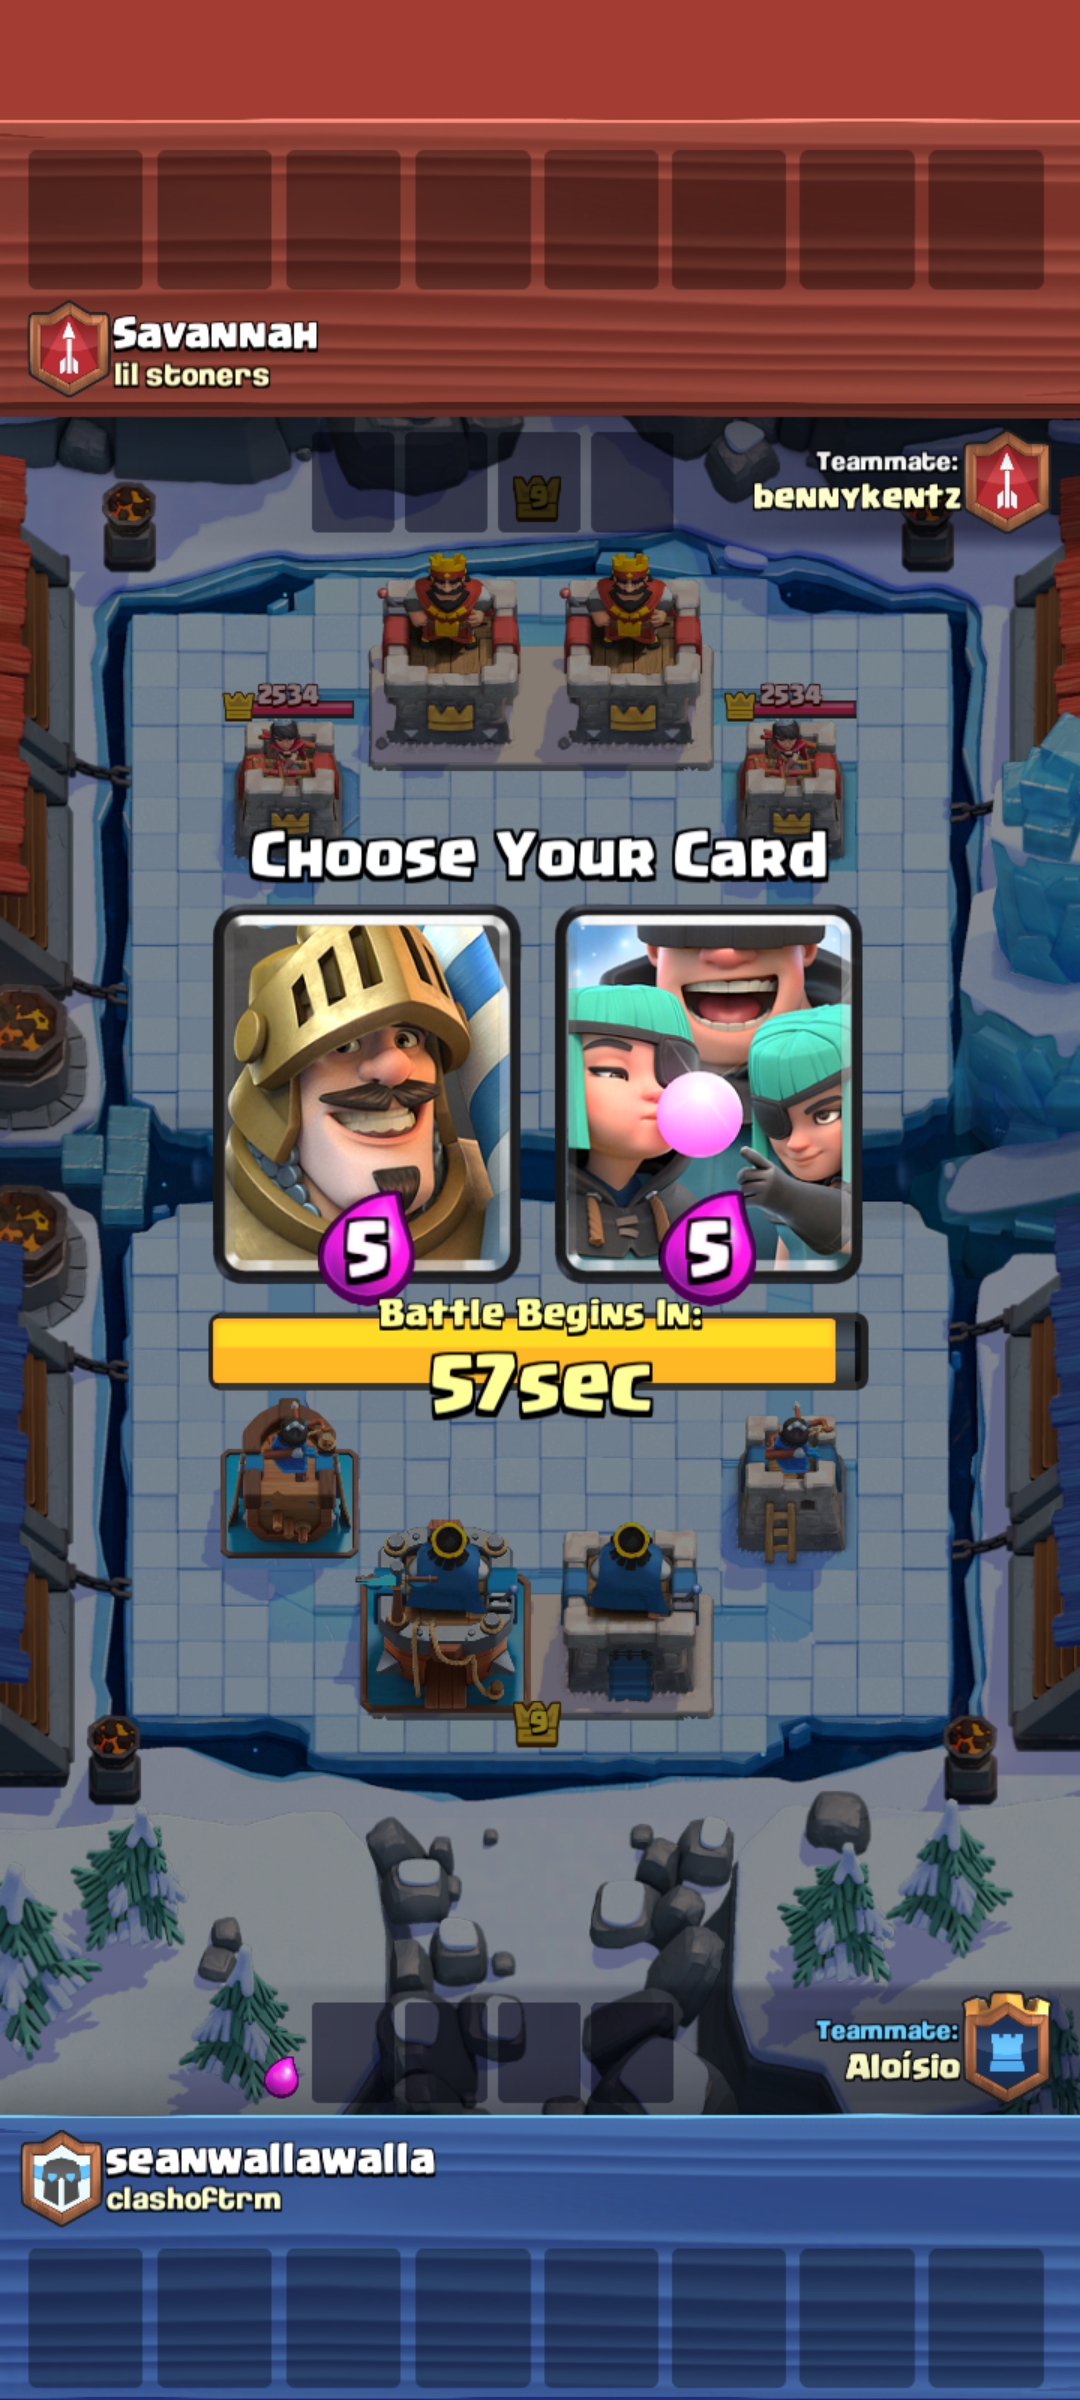 Savannah
lil stoners
Teammate:
bennykentz
9
2534
2534
Choose Your Card
5
5
Battle Begins In:
57sec
9
Teammate:
Aloísio
seanwallawalla
clashoftrm